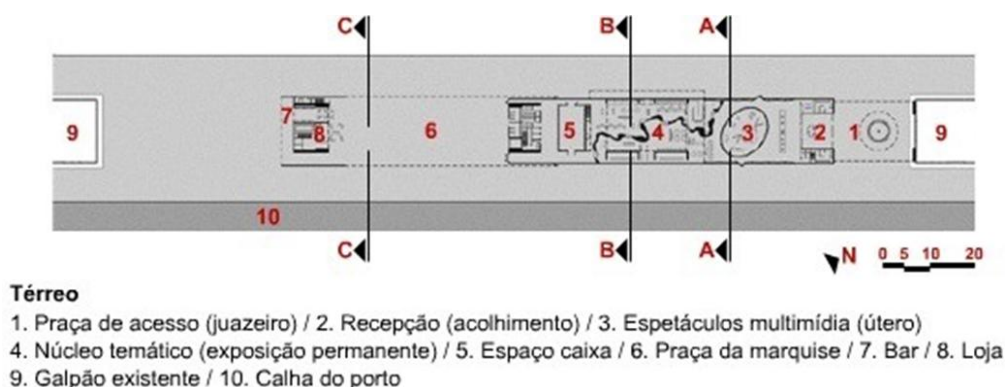 C B A
9 7 8 6 5 4 3 2 1 9
10
C B A N 0 5 10 20
Térreo
1. Praça de acesso (juazeiro) / 2. Recepção (acolhimento) / 3. Espetáculos multimídia (útero)
4. Núcleo temático (exposição permanente) / 5. Espaço caixa / 6. Praça da marquise / 7. Bar / 8. Loja
9. Galpão existente / 10. Calha do porto